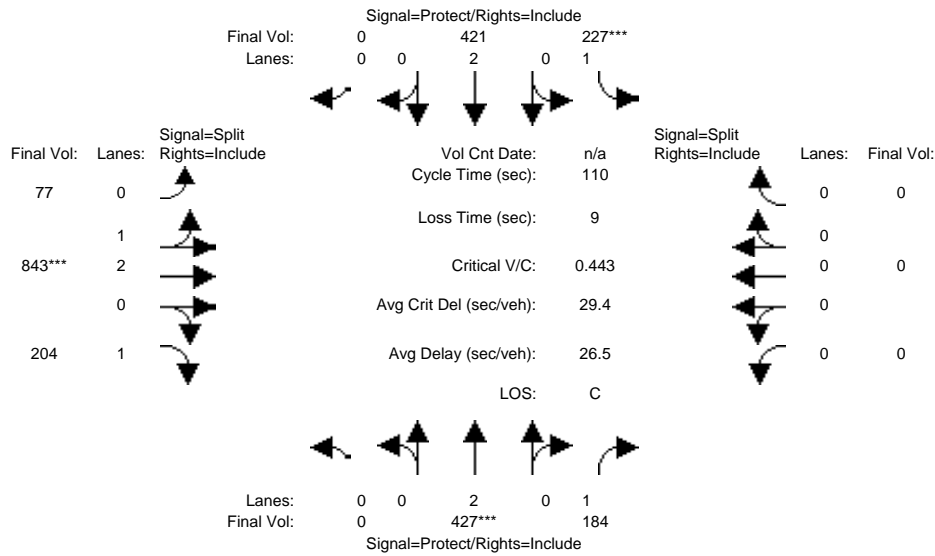 Signal=Protect/Rights=Include
Final Vol: 0 421 227***
Lanes: 0 0 2 0 1
Signal=Split Signal=Split
Final Vol: Lanes: Rights=Include Vol Cnt Date: n/a Rights=Include Lanes: Final Vol:
Cycle Time (sec): 110
77 0 0 0
Loss Time (sec): 9
1 0
843*** 2 Critical V/C: 0.443 0 0
0 Avg Crit Del (sec/veh): 29.4 0
204 1 Avg Delay (sec/veh): 26.5 0 0
LOS: C
Lanes: 0 0 2 0 1
Final Vol: 0 427*** 184
Signal=Protect/Rights=Include